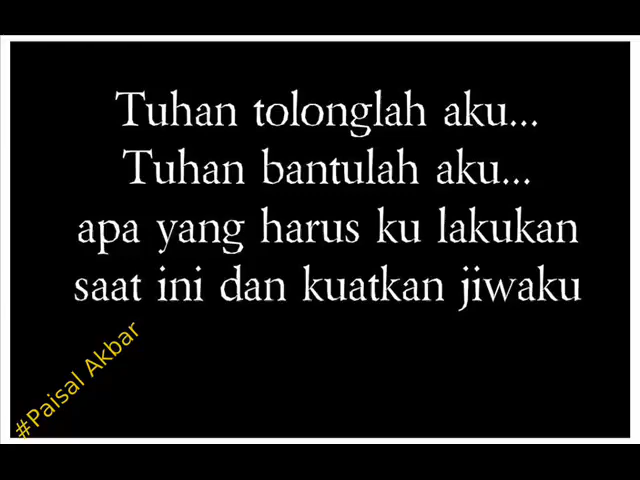 Tuhan tolonglah aku...
Tuhan bantulah aku...
apa yang harus ku lakukan
saat ini dan kuatkan jiwaku
#Paisal Akbar